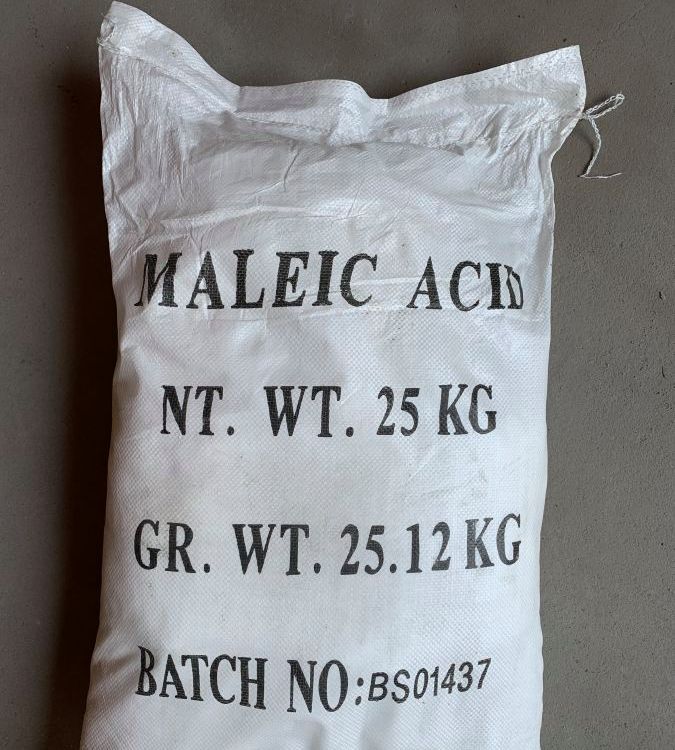 MALEIC ACID
NT. WT. 25 KG
GR. WT. 25.12 KG
BATCH NO:BS01437